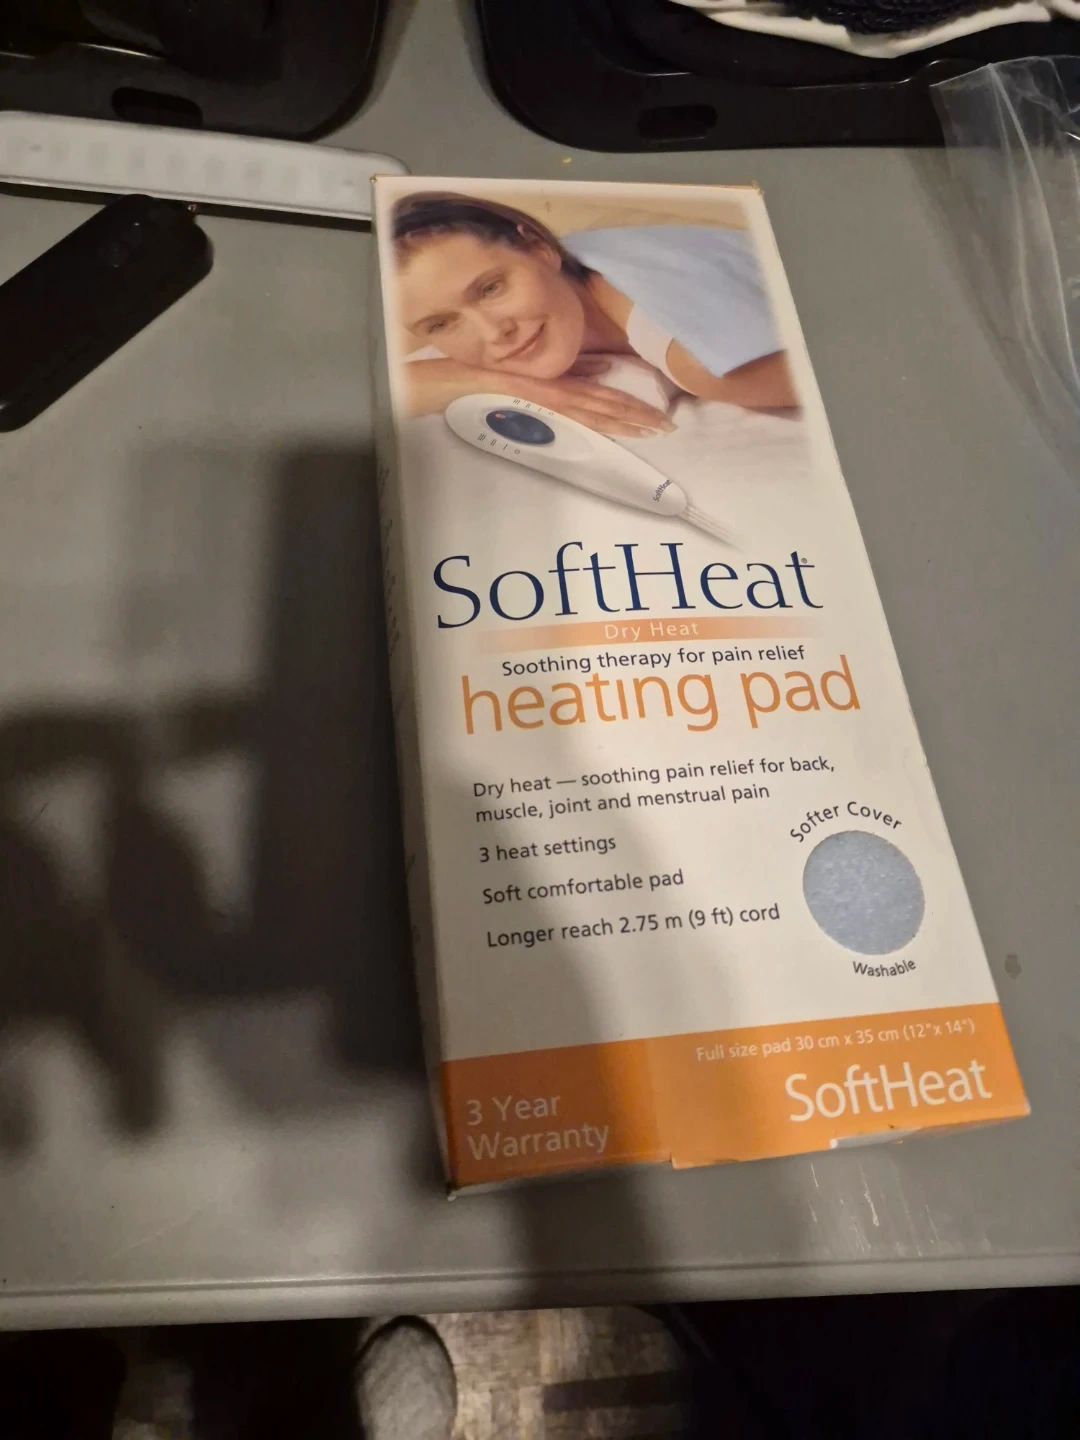 SoftHeat
SoftHeat®
Dry Heat
Soothing therapy for pain relief
heating pad
Dry heat — soothing pain relief for back,
muscle, joint and menstrual pain
3 heat settings
Soft comfortable pad
Longer reach 2.75 m (9 ft) cord
Softer Cover
Washable
Full size pad 30 cm x 35 cm (12"x 14")
SoftHeat
3 Year
Warranty